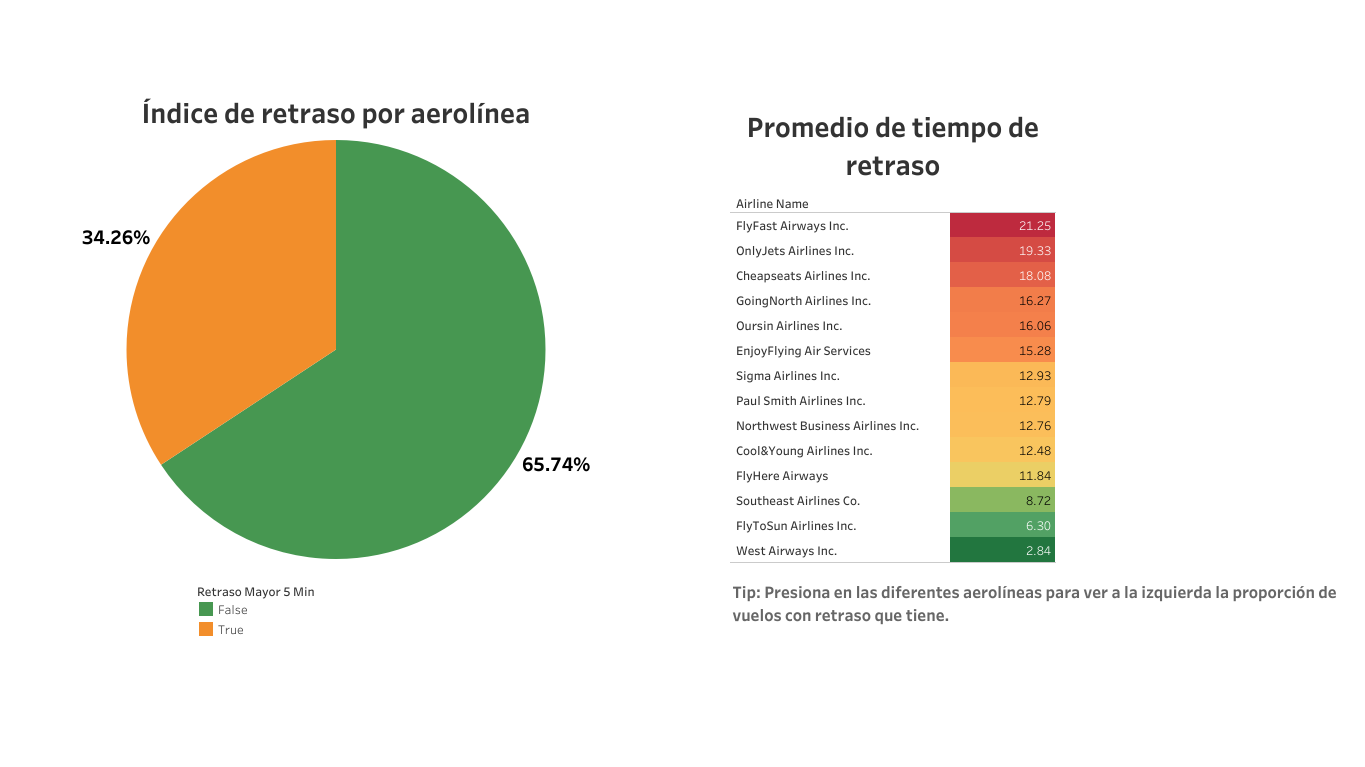 Índice de retraso por aerolínea
34.26%
65.74%
Retraso Mayor 5 Min
False
True
Promedio de tiempo de
retraso
Airline Name
FlyFast Airways Inc. 21.25
OnlyJets Airlines Inc. 19.33
Cheapseats Airlines Inc. 18.08
GoingNorth Airlines Inc. 16.27
Oursin Airlines Inc. 16.06
EnjoyFlying Air Services 15.28
Sigma Airlines Inc. 12.93
Paul Smith Airlines Inc. 12.79
Northwest Business Airlines Inc. 12.76
Cool&Young Airlines Inc. 12.48
FlyHere Airways 11.84
Southeast Airlines Co. 8.72
FlyToSun Airlines Inc. 6.30
West Airways Inc. 2.84
Tip: Presiona en las diferentes aerolíneas para ver a la izquierda la proporción de
vuelos con retraso que tiene.